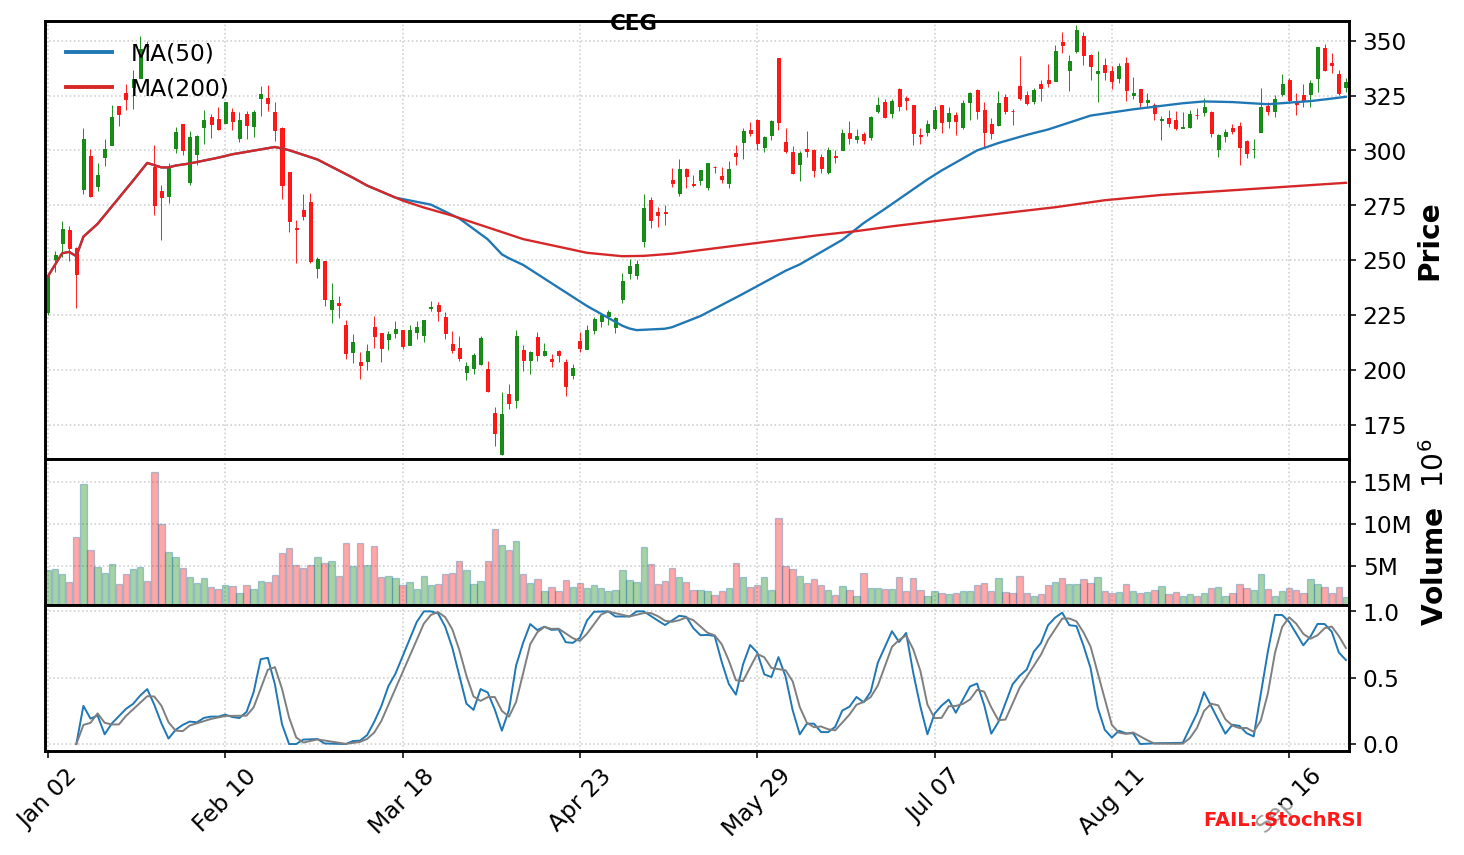 CEG
MA(50)
MA(200)
350
325
300
275
250
225
200
175
Price
15M
10M
5M
Volume 10^6
1.0
0.5
0.0
Jan 02
Feb 10
Mar 18
Apr 23
May 29
Jul 07
Aug 11
Sep 16
FAIL: StochRSI